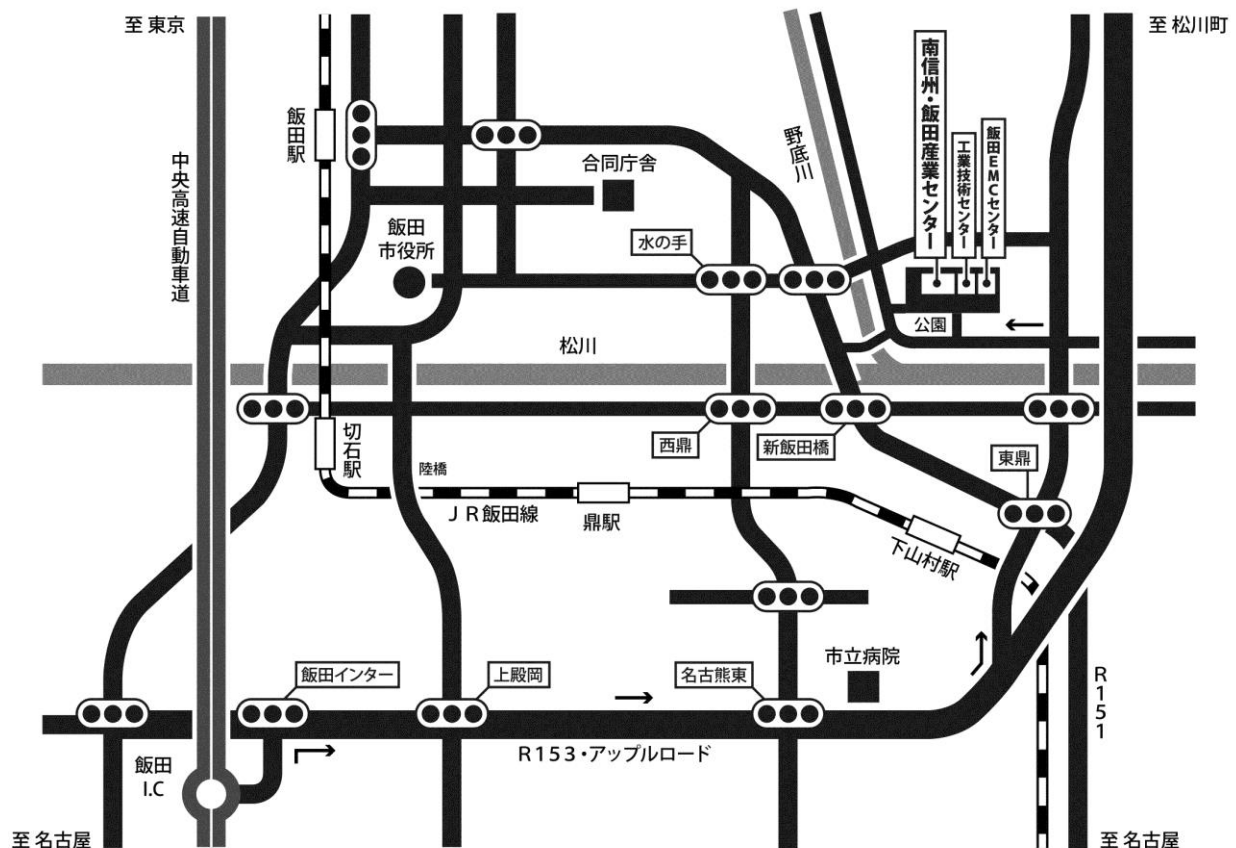 至 東京
至 松川町
南信州・飯田産業センター
工業技術センター
飯田EMCセンター
飯田駅
野底川
合同庁舎
中央高速自動車道
飯田
市役所
水の手
公園
松川
西鼎
新飯田橋
切石駅
陸橋
東鼎
JR飯田線
鼎駅
下山村駅
市立病院
飯田インター
上殿岡
名古熊東
R151
R153・アップルロード
飯田
I.C
至 名古屋
至 名古屋